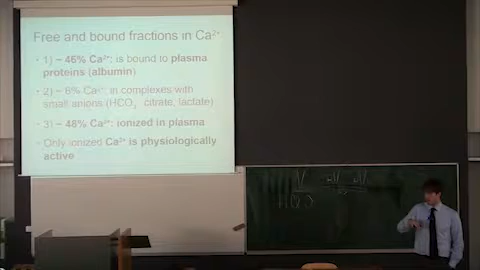 Free and bound fractions in Ca²⁺
• 1) ~ 46% Ca²⁺: is bound to plasma
proteins (albumin)
• 2) ~ 6% Ca²⁺: in complexes with
small anions (HCO₃⁻ citrate, lactate)
• 3) ~ 48% Ca²⁺: ionized in plasma
• Only ionized Ca²⁺ is physiologically
active